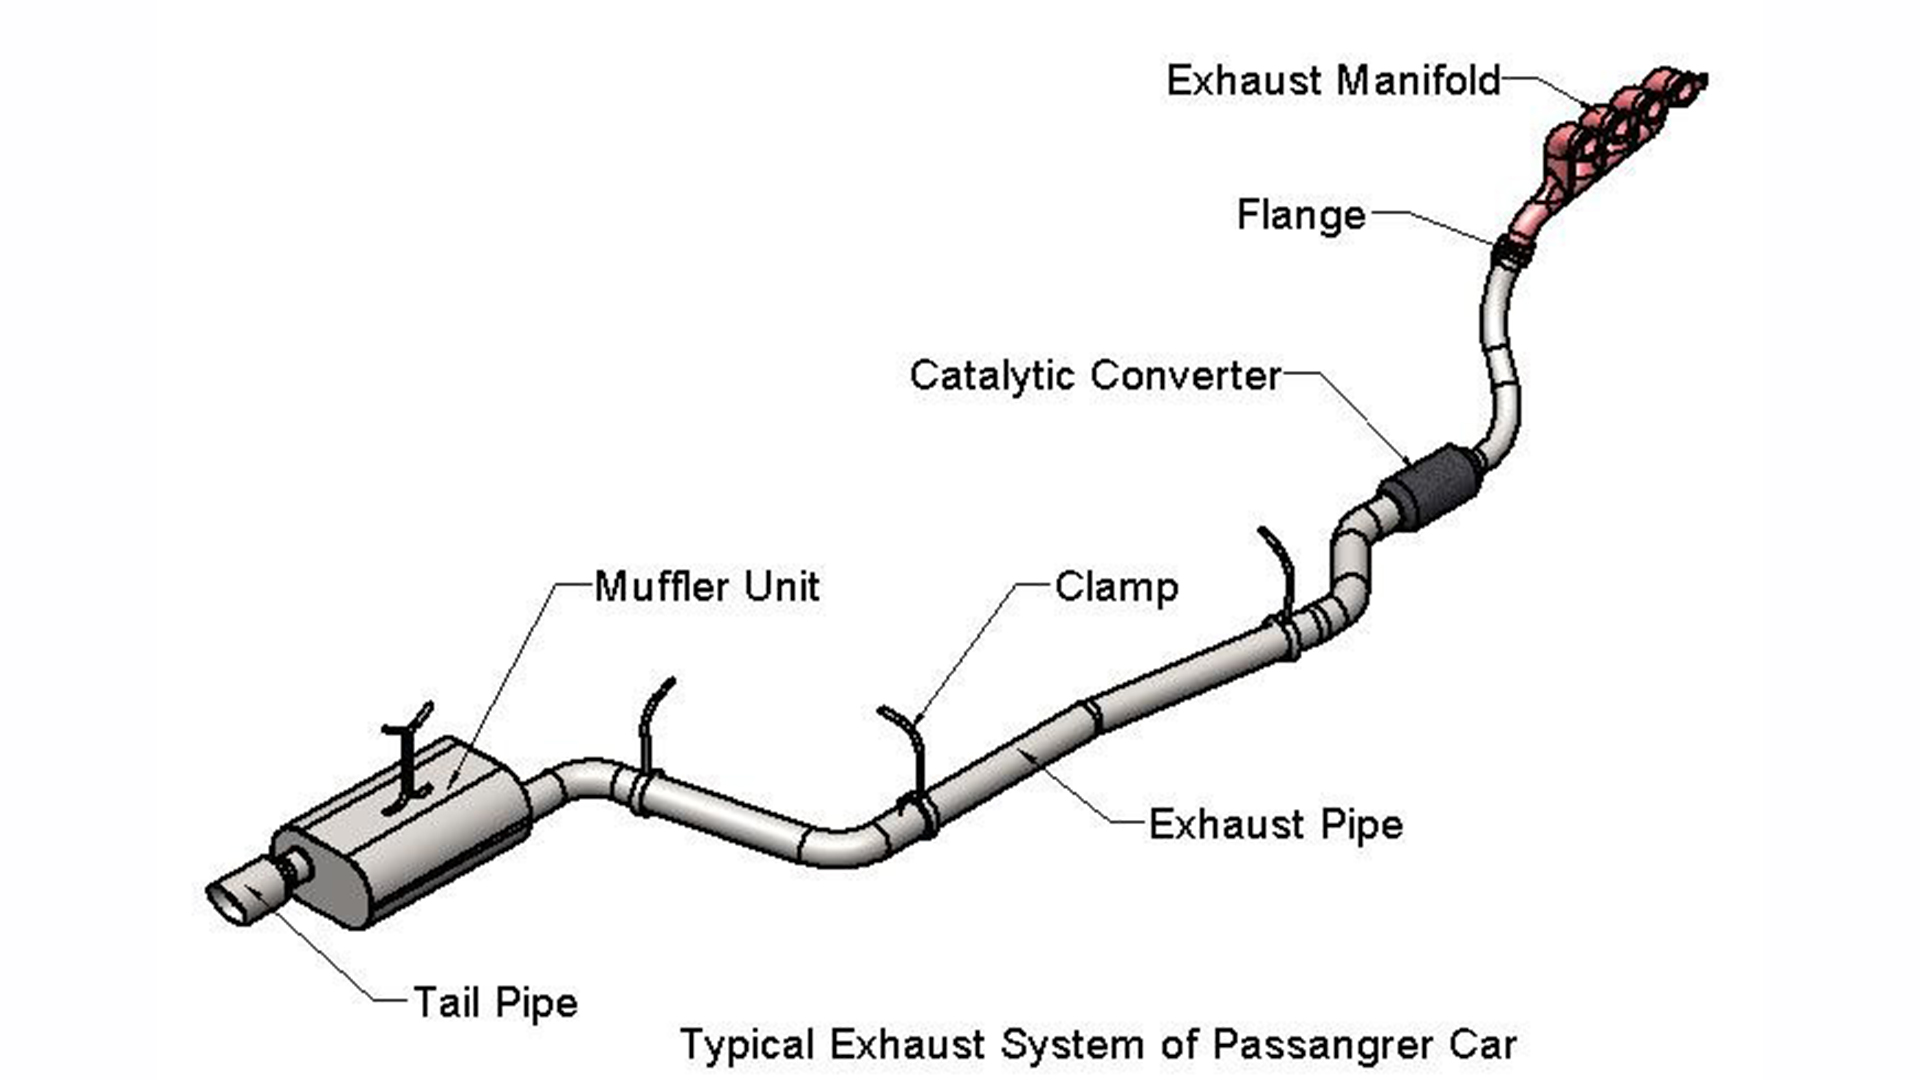 Exhaust Manifold
Flange
Catalytic Converter
Muffler Unit
Clamp
Exhaust Pipe
Tail Pipe
Typical Exhaust System of Passangrer Car